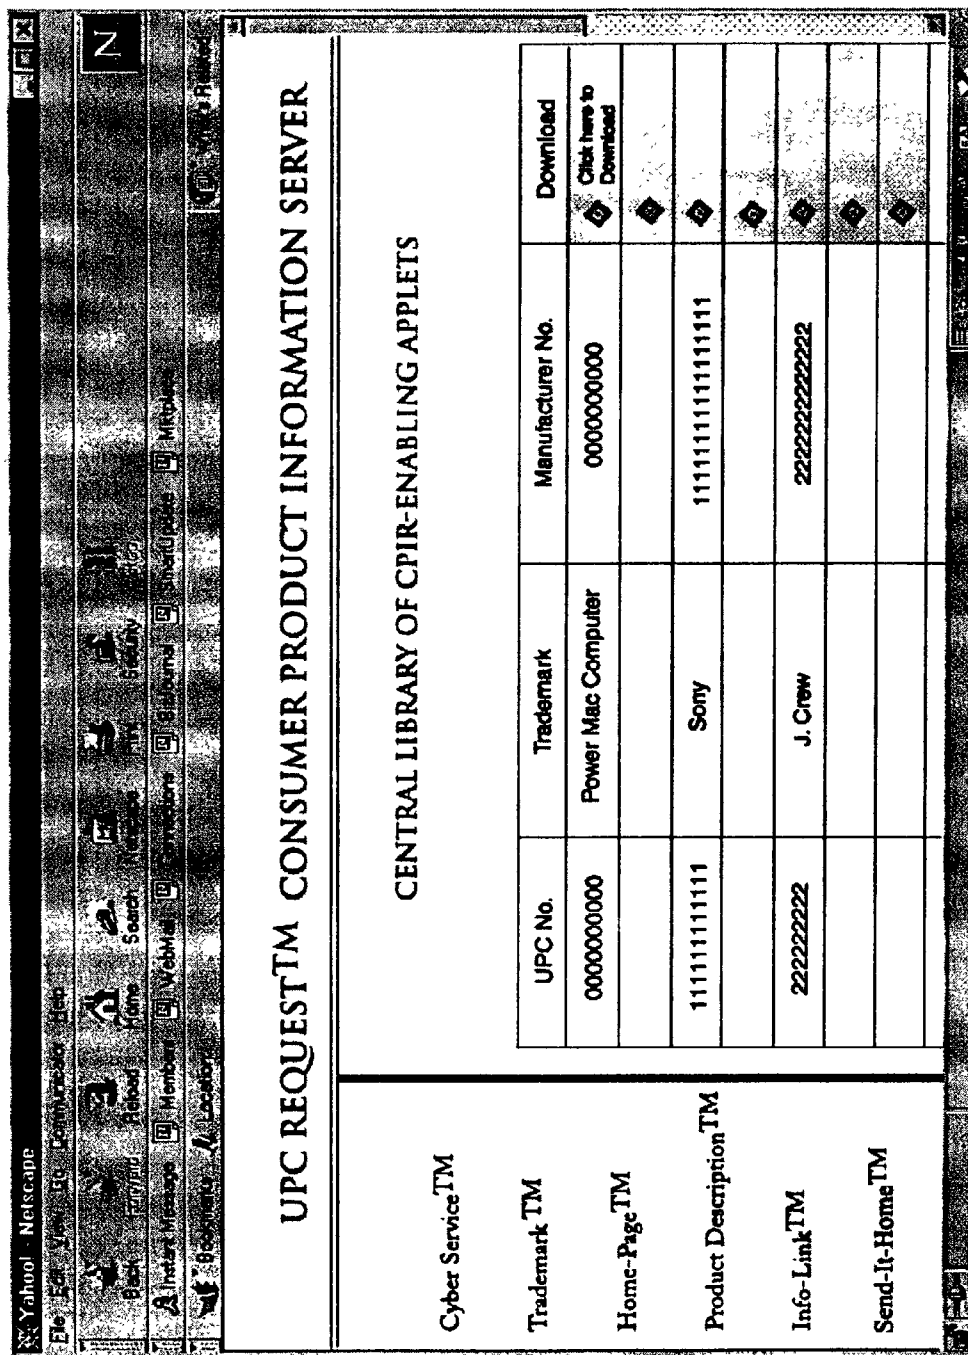 Yahoo! - Netscape
File Edit View Go Communicator Help
Back Reload Home Search Netscape Print Security
Instant Message Members WebMail Connections BizJournal SmartUpdate Mktplace
Bookmarks Location: What's Related
N
UPC REQUEST™ CONSUMER PRODUCT INFORMATION SERVER
Cyber Service™
Trademark™
Home-Page™
Product Description™
Info-Link™
Send-It-Home™
CENTRAL LIBRARY OF CPIR-ENABLING APPLETS
UPC No. Trademark Manufacturer No. Download
0000000000 Power Mac Computer 0000000000 Click here to
Download
111111111111 Sony 1111111111111111
222222222 J. Crew 2222222222222